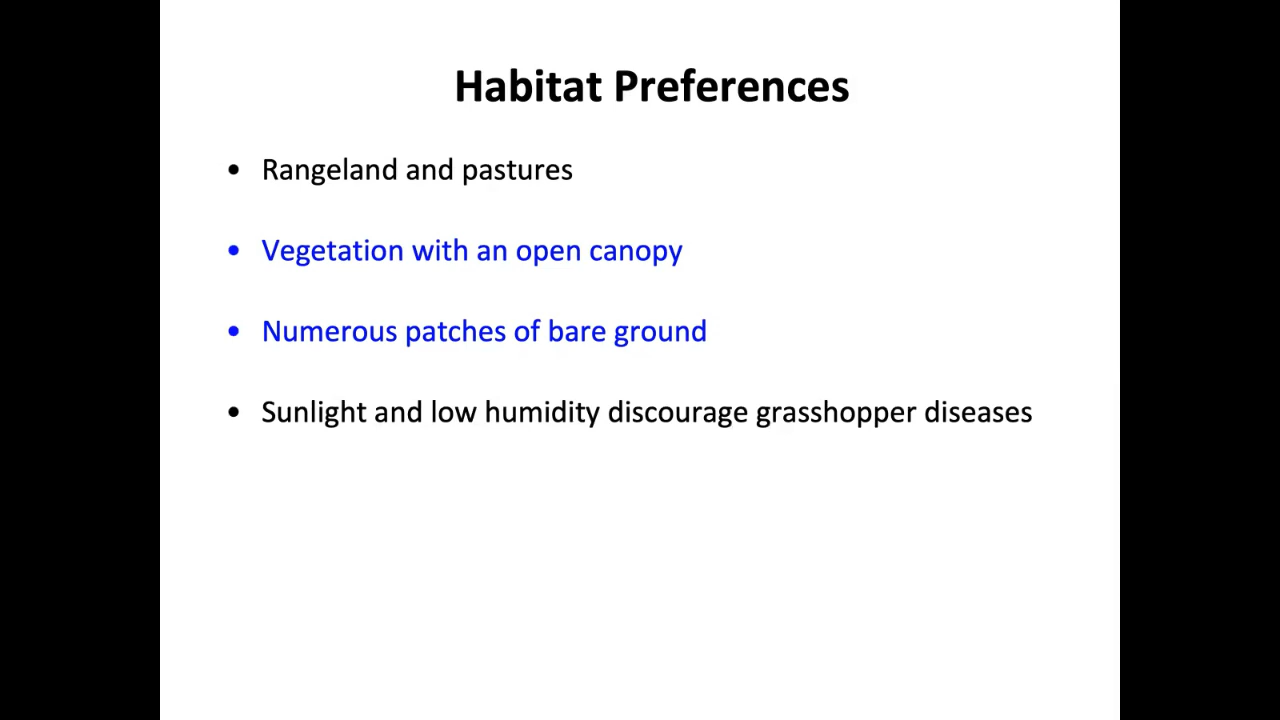 Habitat Preferences
• Rangeland and pastures
• Vegetation with an open canopy
• Numerous patches of bare ground
• Sunlight and low humidity discourage grasshopper diseases